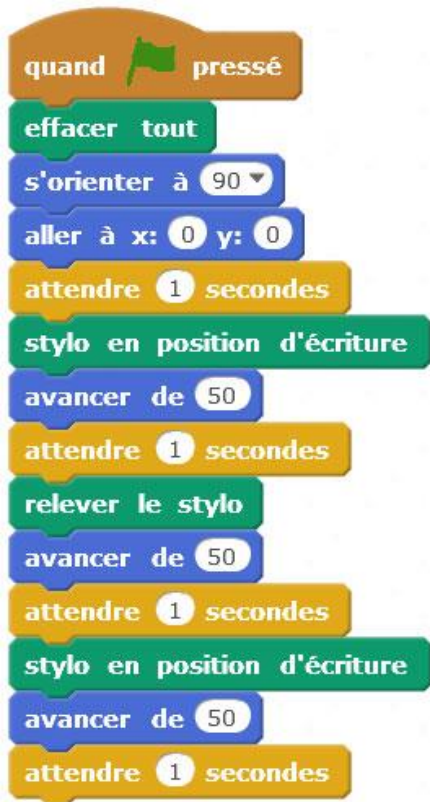 quand pressé
effacer tout
s'orienter à 90
aller à x: 0 y: 0
attendre 1 secondes
stylo en position d'écriture
avancer de 50
attendre 1 secondes
relever le stylo
avancer de 50
attendre 1 secondes
stylo en position d'écriture
avancer de 50
attendre 1 secondes